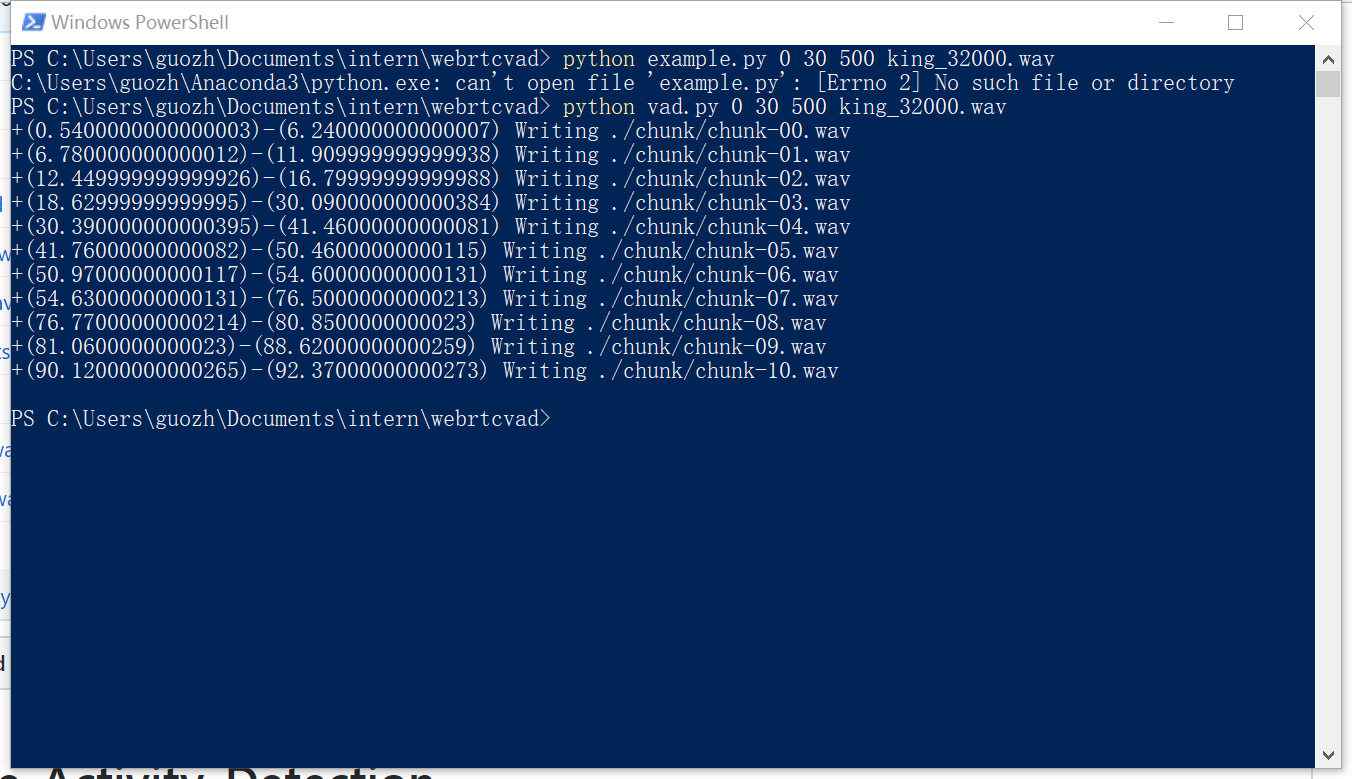 Windows PowerShell
PS C:\Users\guozh\Documents\intern\webrtcvad> python example.py 0 30 500 king_32000.wav
C:\Users\guozh\Anaconda3\python.exe: can't open file 'example.py': [Errno 2] No such file or directory
PS C:\Users\guozh\Documents\intern\webrtcvad> python vad.py 0 30 500 king_32000.wav
+(0.5400000000000003)-(6.240000000000007) Writing ./chunk/chunk-00.wav
+(6.780000000000012)-(11.909999999999938) Writing ./chunk/chunk-01.wav
+(12.449999999999926)-(16.79999999999988) Writing ./chunk/chunk-02.wav
+(18.62999999999995)-(30.090000000000384) Writing ./chunk/chunk-03.wav
+(30.390000000000395)-(41.46000000000081) Writing ./chunk/chunk-04.wav
+(41.76000000000082)-(50.46000000000115) Writing ./chunk/chunk-05.wav
+(50.97000000000117)-(54.60000000000131) Writing ./chunk/chunk-06.wav
+(54.63000000000131)-(76.50000000000213) Writing ./chunk/chunk-07.wav
+(76.77000000000214)-(80.8500000000023) Writing ./chunk/chunk-08.wav
+(81.0600000000023)-(88.62000000000259) Writing ./chunk/chunk-09.wav
+(90.12000000000265)-(92.37000000000273) Writing ./chunk/chunk-10.wav
PS C:\Users\guozh\Documents\intern\webrtcvad>
Activity Detection